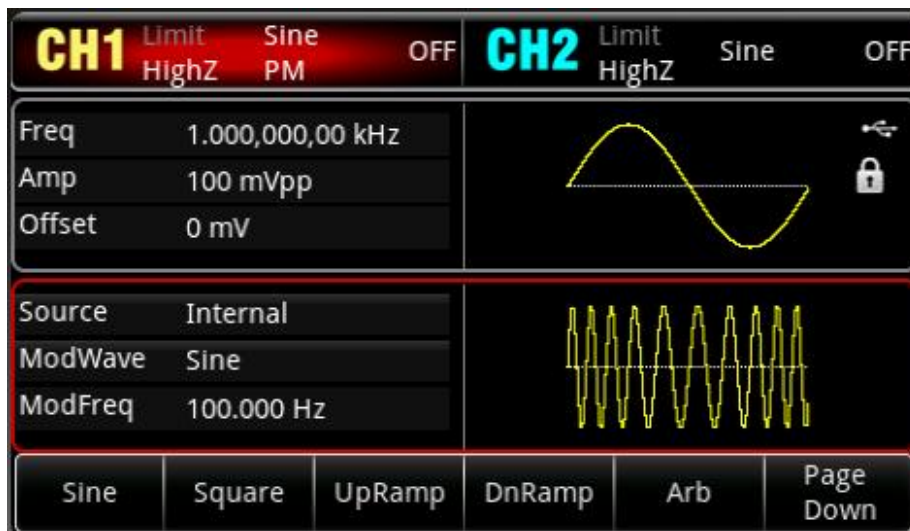 CH1 Limit Sine OFF
HighZ PM
CH2 Limit Sine OFF
HighZ
Freq 1.000,000,00 kHz
Amp 100 mVpp
Offset 0 mV
Source Internal
ModWave Sine
ModFreq 100.000 Hz
Sine Square UpRamp DnRamp Arb Page Down